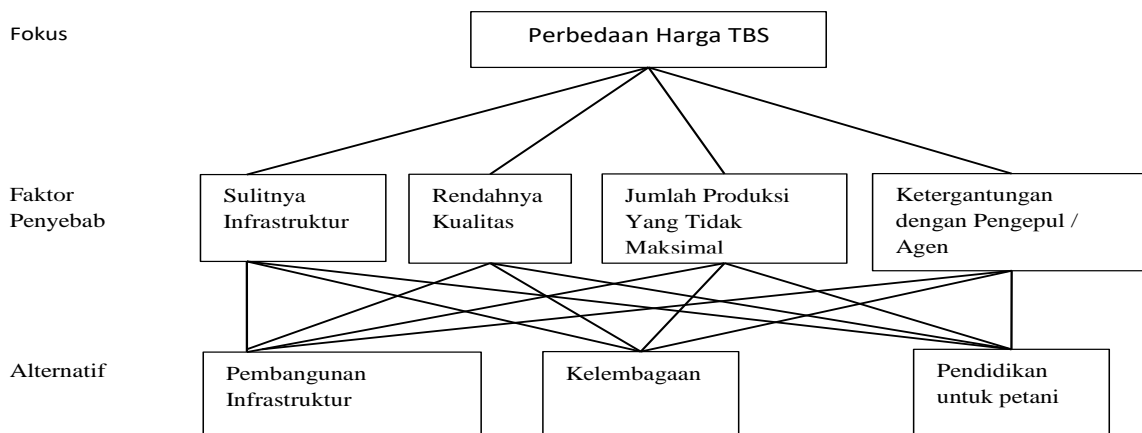 Fokus
Perbedaan Harga TBS
Faktor
Penyebab
Sulitnya
Infrastruktur
Rendahnya
Kualitas
Jumlah Produksi
Yang Tidak
Maksimal
Ketergantungan
dengan Pengepul /
Agen
Alternatif
Pembangunan
Infrastruktur
Kelembagaan
Pendidikan
untuk petani